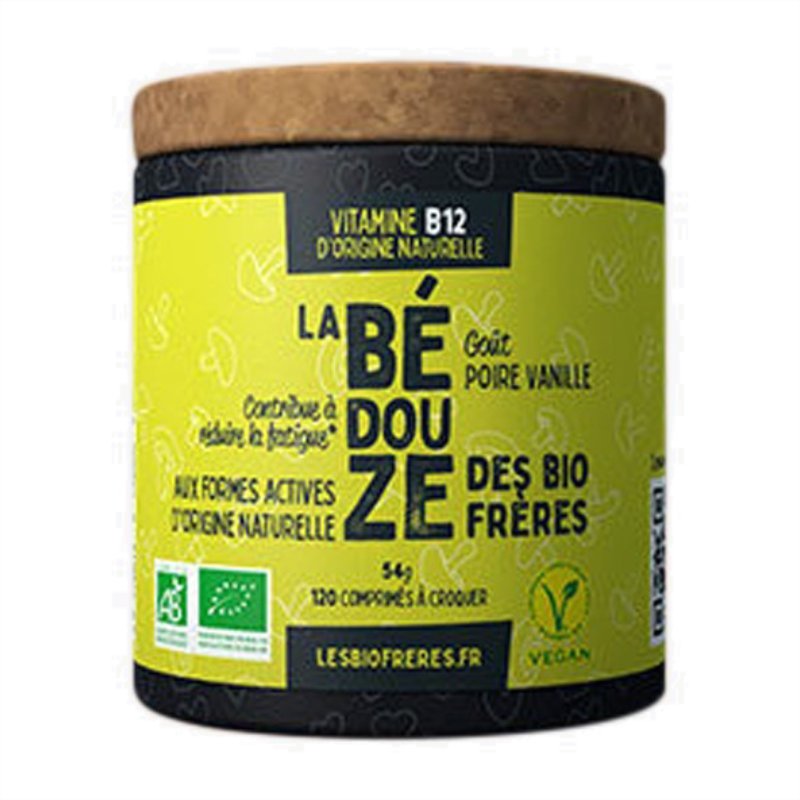 VITAMINE B12
D'ORIGINE NATURELLE
LA
BÉ
DOU
ZE
Goût
POIRE VANILLE
Contribue à
réduire la fatigue*
AUX FORMES ACTIVES
D'ORIGINE NATURELLE
DES BIO
FRÈRES
54g
120 COMPRIMÉS À CROQUER
AB
VEGAN
LESBIOFRERES.FR